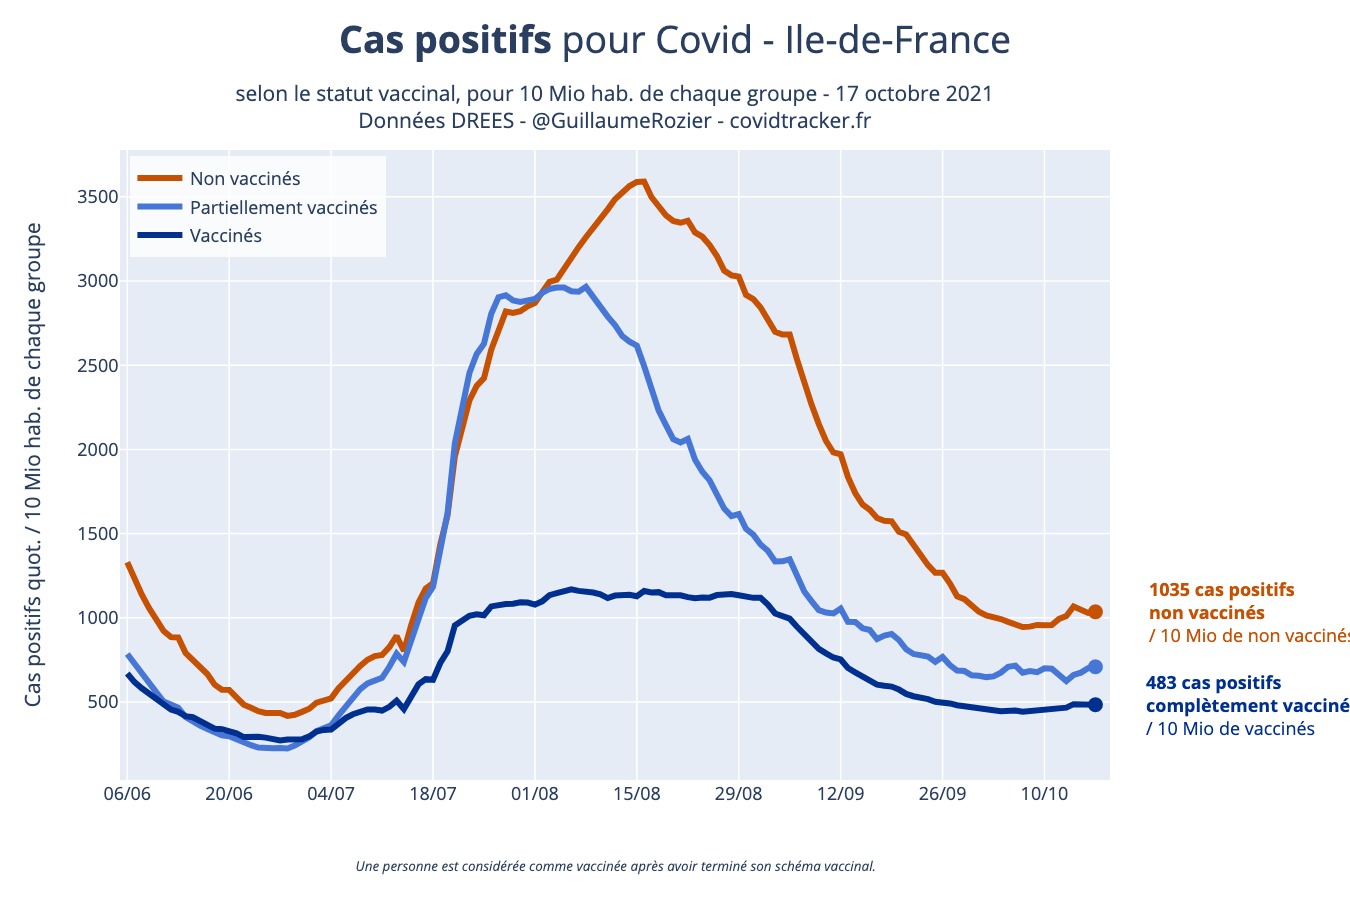 Cas positifs pour Covid - Ile-de-France
selon le statut vaccinal, pour 10 Mio hab. de chaque groupe - 17 octobre 2021
Données DREES - @GuillaumeRozier - covidtracker.fr
Non vaccinés
Partiellement vaccinés
Vaccinés
Cas positifs quot. / 10 Mio hab. de chaque groupe
3500
3000
2500
2000
1500
1000
500
06/06 20/06 04/07 18/07 01/08 15/08 29/08 12/09 26/09 10/10
1035 cas positifs
non vaccinés
/ 10 Mio de non vaccinés
483 cas positifs
complètement vacciné
/ 10 Mio de vaccinés
Une personne est considérée comme vaccinée après avoir terminé son schéma vaccinal.